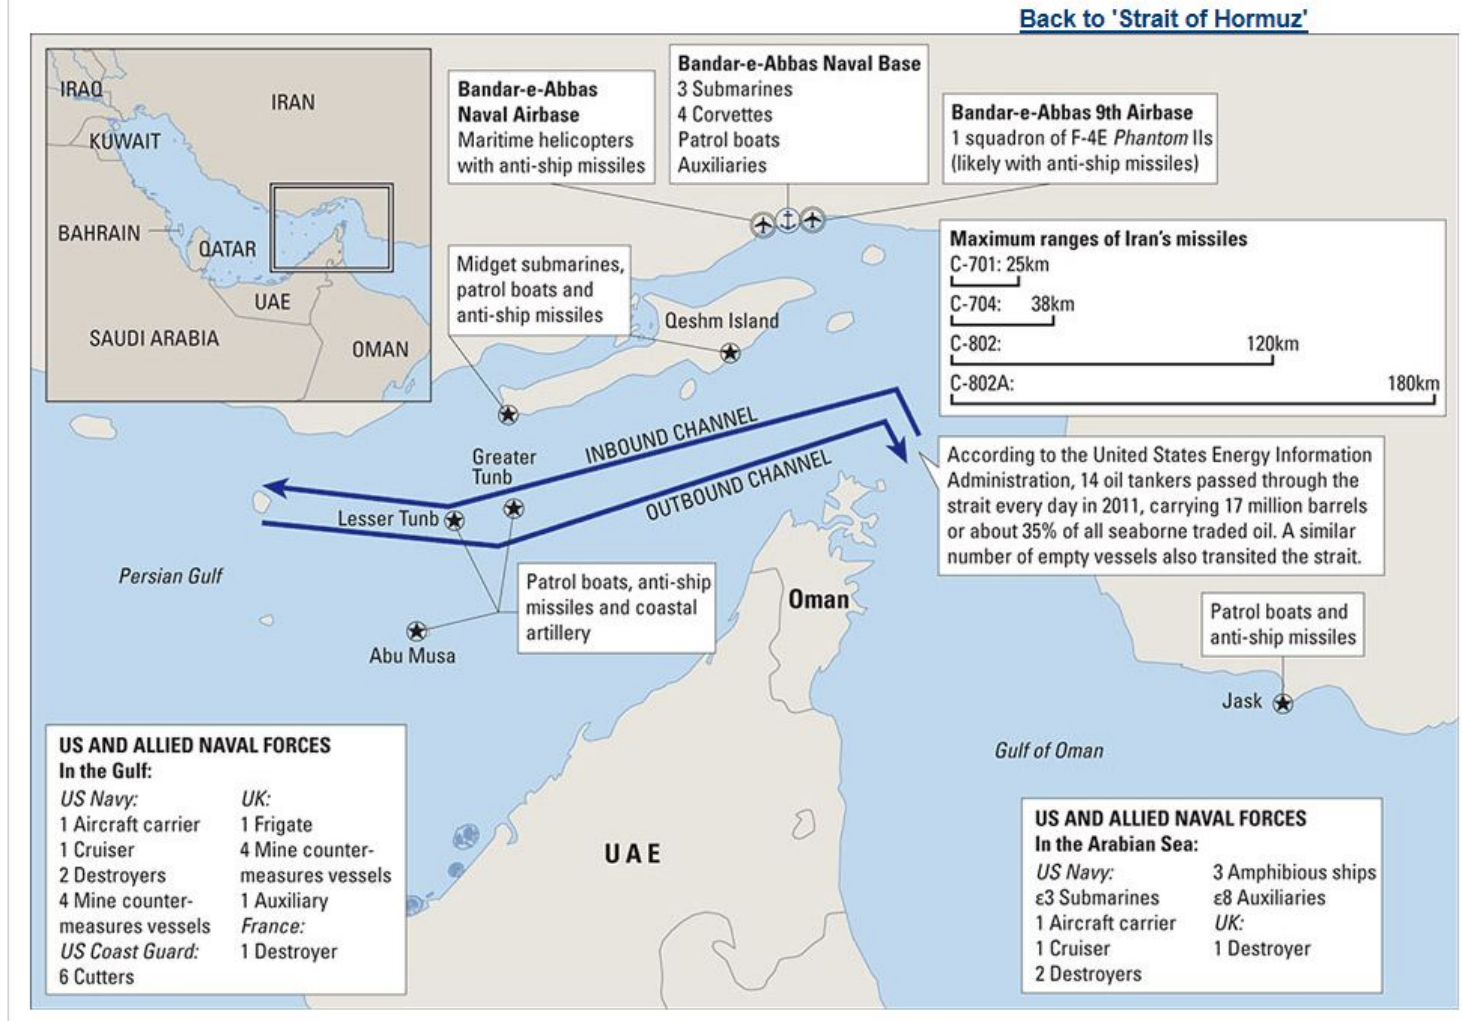 Back to 'Strait of Hormuz'
IRAQ
IRAN
KUWAIT
BAHRAIN
QATAR
UAE
SAUDI ARABIA
OMAN
Bandar-e-Abbas
Naval Airbase
Maritime helicopters
with anti-ship missiles
Bandar-e-Abbas Naval Base
3 Submarines
4 Corvettes
Patrol boats
Auxiliaries
Bandar-e-Abbas 9th Airbase
1 squadron of F-4E Phantom IIs
(likely with anti-ship missiles)
Midget submarines,
patrol boats and
anti-ship missiles
Qeshm Island
Maximum ranges of Iran's missiles
C-701: 25km
C-704: 38km
C-802: 120km
C-802A: 180km
INBOUND CHANNEL
OUTBOUND CHANNEL
Greater
Tunb
Lesser Tunb
According to the United States Energy Information
Administration, 14 oil tankers passed through the
strait every day in 2011, carrying 17 million barrels
or about 35% of all seaborne traded oil. A similar
number of empty vessels also transited the strait.
Persian Gulf
Patrol boats, anti-ship
missiles and coastal
artillery
Abu Musa
Oman
Patrol boats and
anti-ship missiles
Jask
Gulf of Oman
UAE
US AND ALLIED NAVAL FORCES
In the Gulf:
US Navy:
1 Aircraft carrier
1 Cruiser
2 Destroyers
4 Mine counter-
measures vessels
US Coast Guard:
6 Cutters
UK:
1 Frigate
4 Mine counter-
measures vessels
1 Auxiliary
France:
1 Destroyer
US AND ALLIED NAVAL FORCES
In the Arabian Sea:
US Navy:
ε3 Submarines
1 Aircraft carrier
1 Cruiser
2 Destroyers
3 Amphibious ships
ε8 Auxiliaries
UK:
1 Destroyer